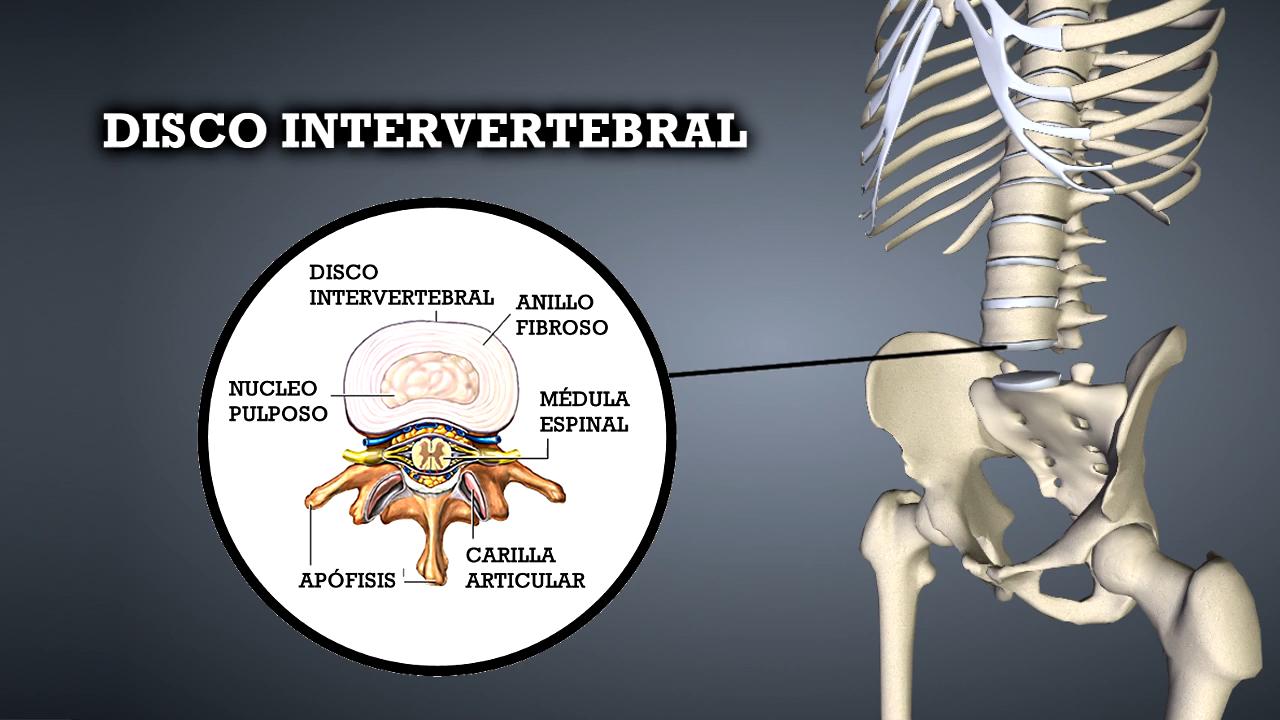 DISCO INTERVERTEBRAL
DISCO
INTERVERTEBRAL
ANILLO
FIBROSO
NUCLEO
PULPOSO
MÉDULA
ESPINAL
CARILLA
ARTICULAR
APÓFISIS